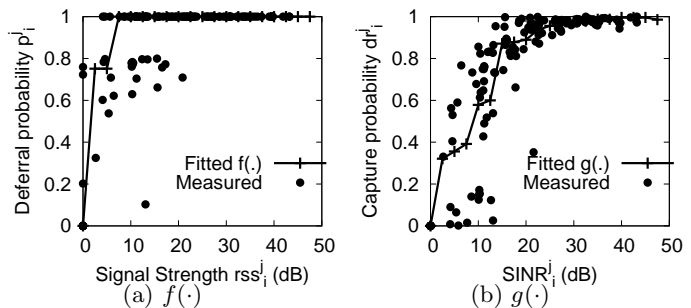 1
0.8
0.6
0.4
0.2
0
Deferral probability p^j_i
Fitted f(.)
Measured
0 10 20 30 40 50
Signal Strength rss^j_i (dB)
(a) f(·)
1
0.8
0.6
0.4
0.2
0
Capture probability dr^j_i
Fitted g(.)
Measured
0 10 20 30 40 50
SINR^j_i (dB)
(b) g(·)